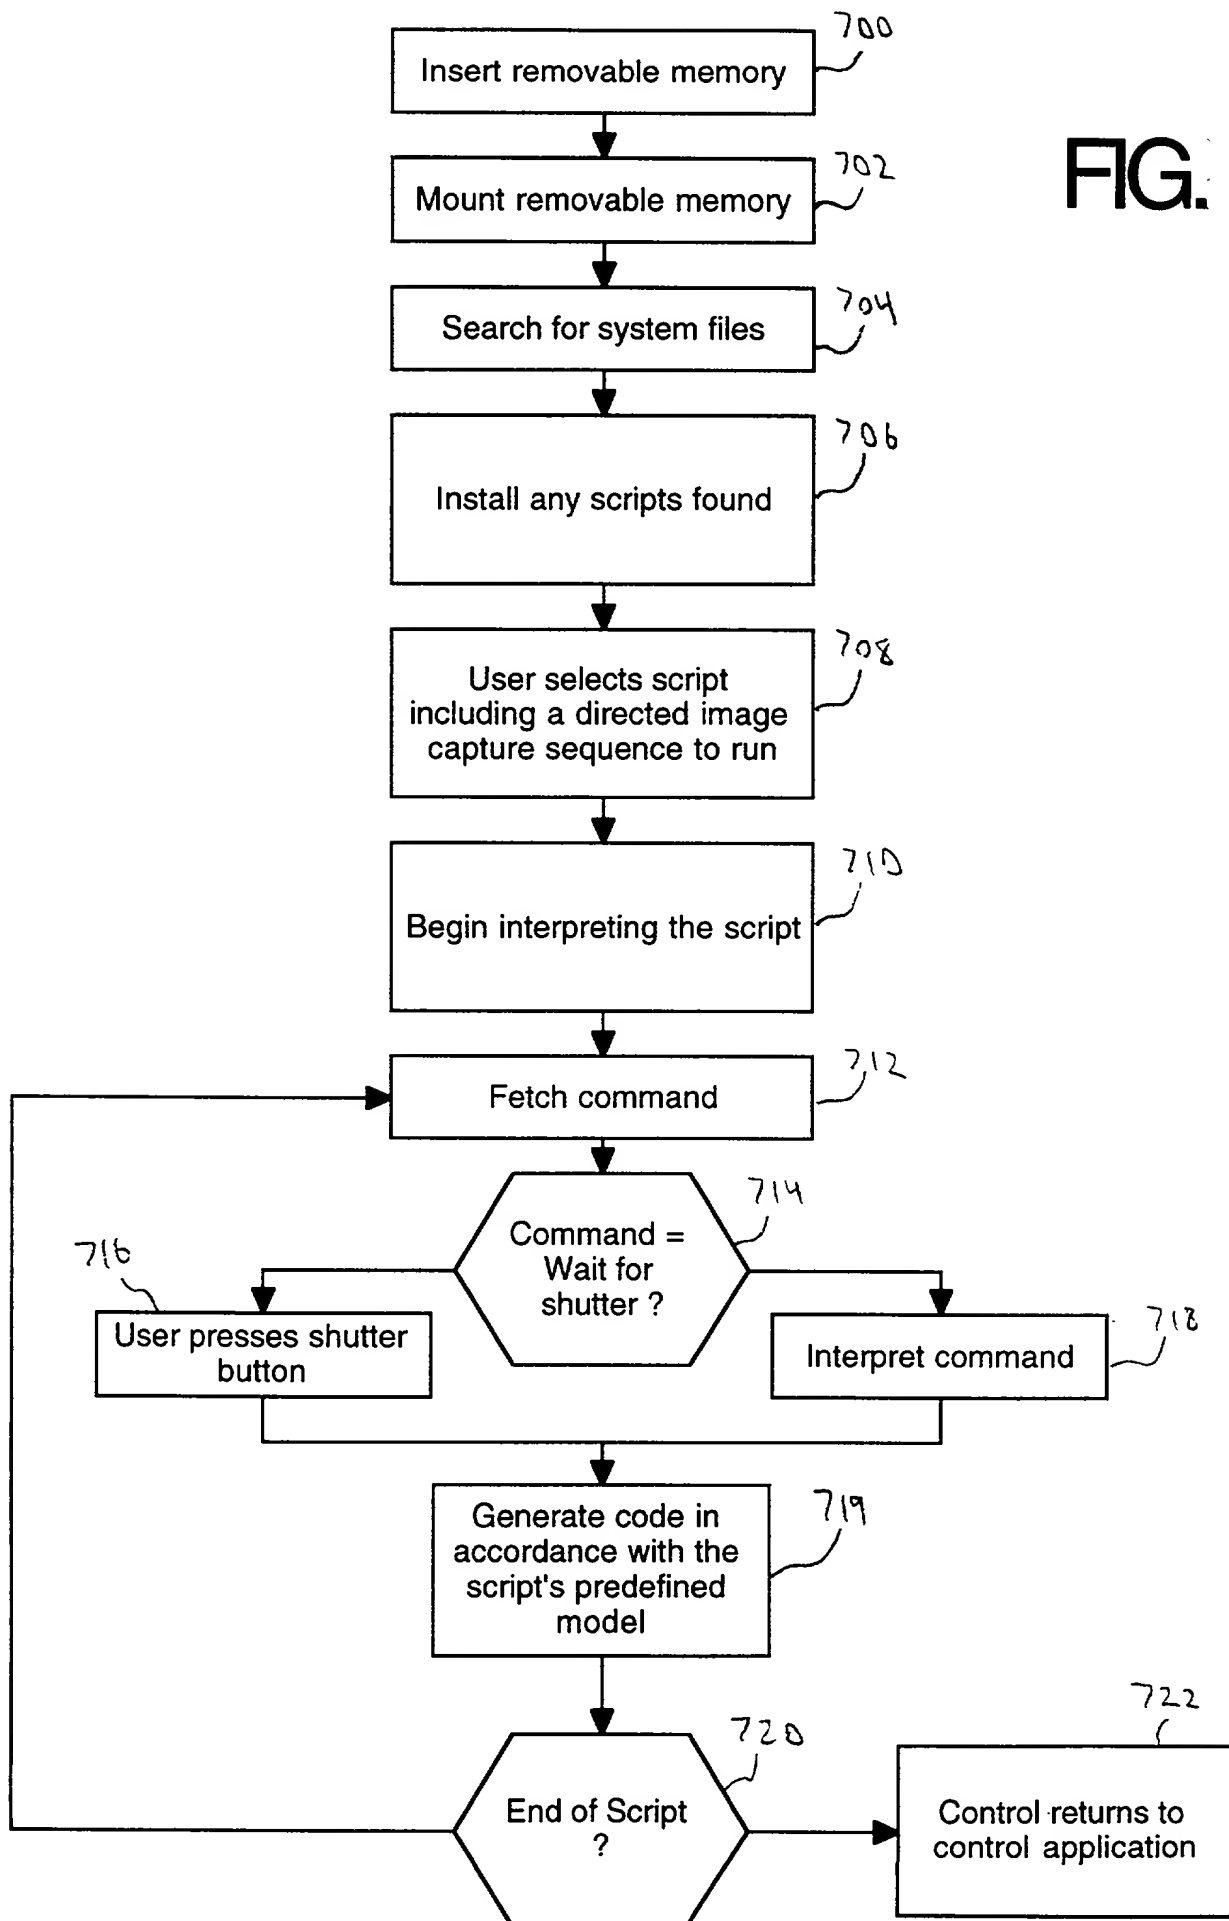 700
Insert removable memory
702
Mount removable memory
FIG.
704
Search for system files
706
Install any scripts found
708
User selects script
including a directed image
capture sequence to run
710
Begin interpreting the script
712
Fetch command
714
Command =
Wait for
shutter ?
716
User presses shutter
button
718
Interpret command
719
Generate code in
accordance with the
script's predefined
model
720
End of Script
?
722
Control returns to
control application